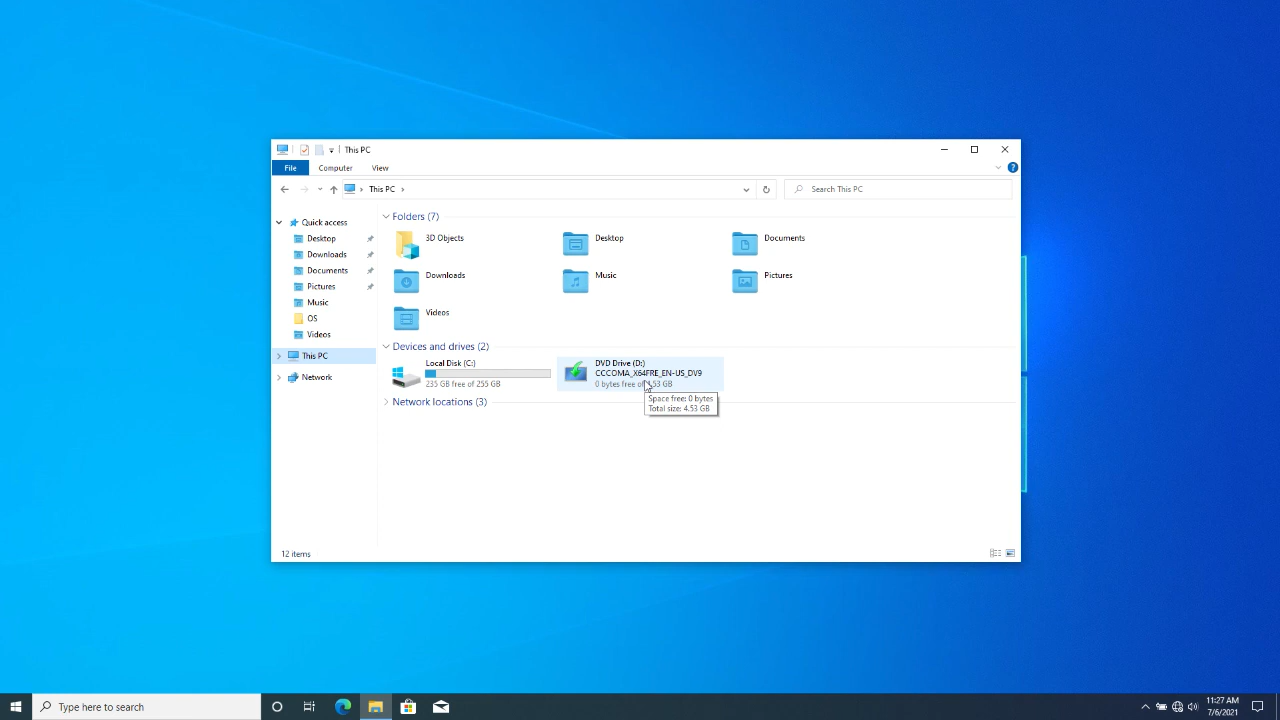 This PC
File Computer View
This PC
Search This PC
Quick access
Desktop
Downloads
Documents
Pictures
Music
OS
Videos
This PC
Network
Folders (7)
3D Objects
Desktop
Documents
Downloads
Music
Pictures
Videos
Devices and drives (2)
Local Disk (C:)
235 GB free of 255 GB
DVD Drive (D:)
CCCOMA_X64FRE_EN-US_DV9
0 bytes free of 4.53 GB
Space free: 0 bytes
Total size: 4.53 GB
Network locations (3)
12 items
Type here to search
11:27 AM
7/6/2021